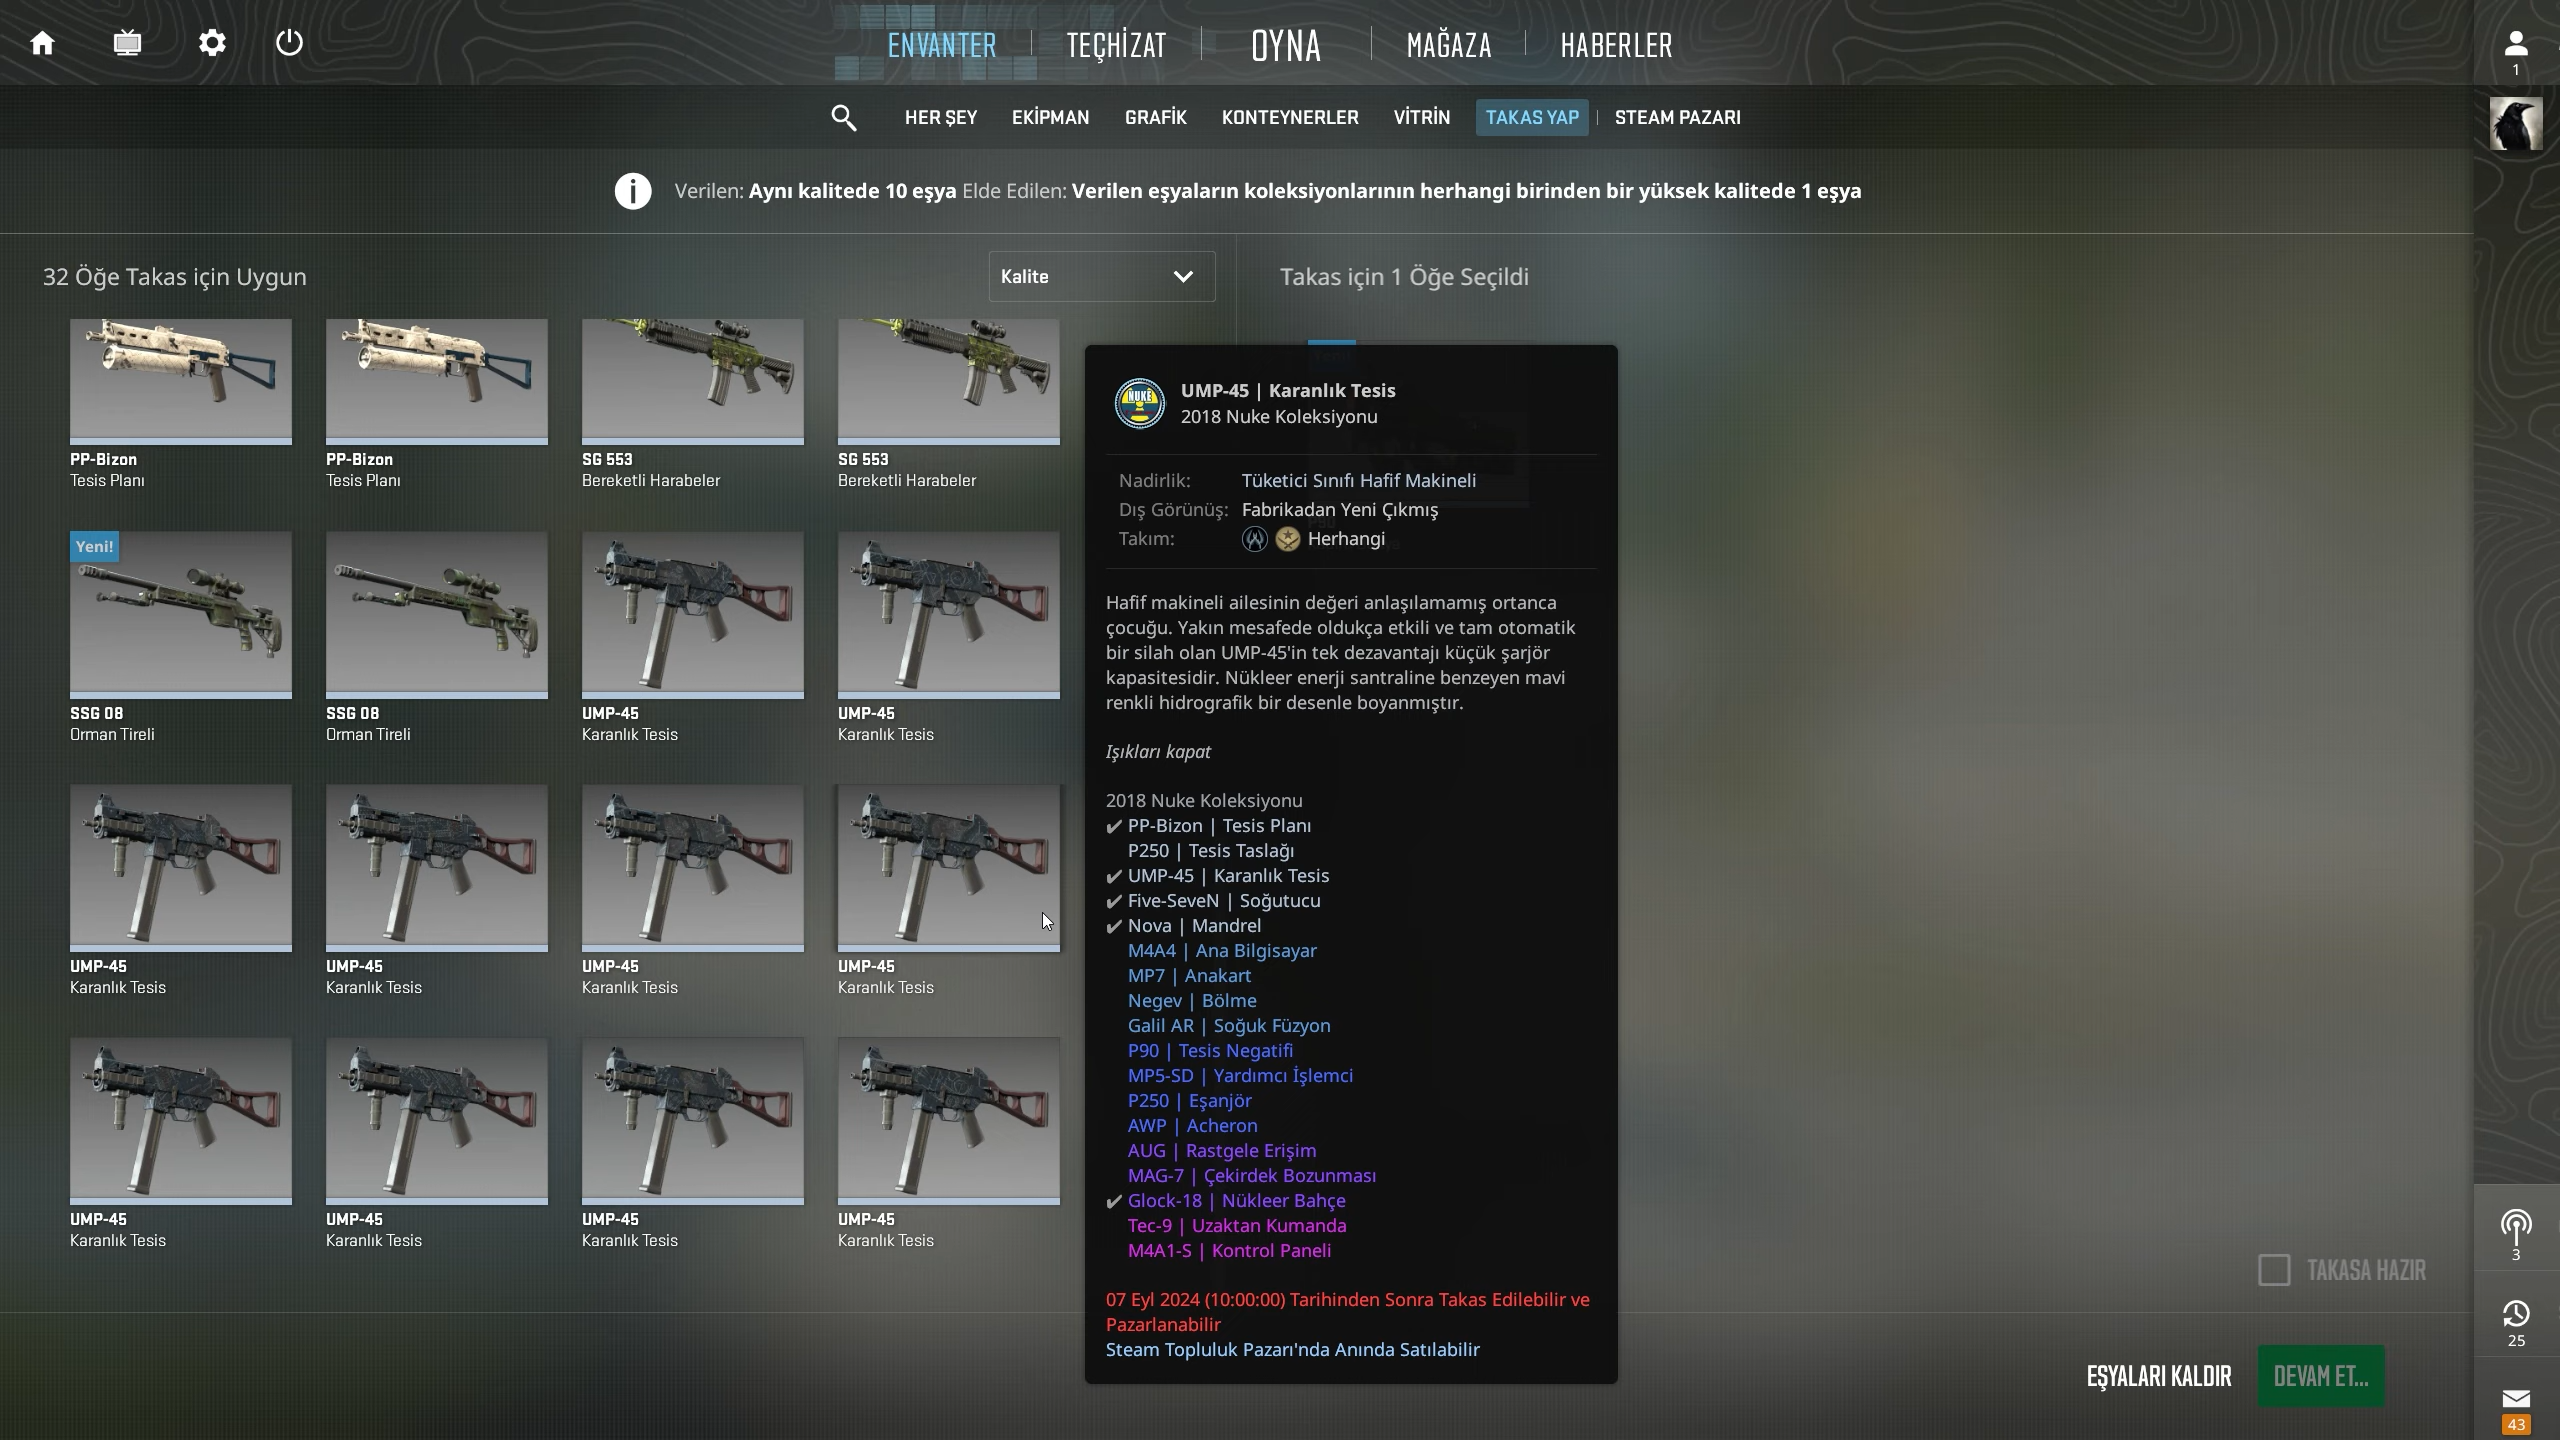 ENVANTER
TEÇHİZAT
OYNA
MAĞAZA
HABERLER
1
HER ŞEY
EKİPMAN
GRAFİK
KONTEYNERLER
VİTRİN
TAKAS YAP
STEAM PAZARI
Verilen: Aynı kalitede 10 eşya Elde Edilen: Verilen eşyaların koleksiyonlarının herhangi birinden bir yüksek kalitede 1 eşya
32 Öğe Takas için Uygun
Kalite
Takas için 1 Öğe Seçildi
PP-Bizon
Tesis Planı
PP-Bizon
Tesis Planı
SG 553
Bereketli Harabeler
SG 553
Bereketli Harabeler
Yeni!
SSG 08
Orman Tireli
SSG 08
Orman Tireli
UMP-45
Karanlık Tesis
UMP-45
Karanlık Tesis
UMP-45
Karanlık Tesis
UMP-45
Karanlık Tesis
UMP-45
Karanlık Tesis
UMP-45
Karanlık Tesis
UMP-45
Karanlık Tesis
UMP-45
Karanlık Tesis
UMP-45
Karanlık Tesis
UMP-45
Karanlık Tesis
NUKE
UMP-45 | Karanlık Tesis
2018 Nuke Koleksiyonu
Nadirlik: Tüketici Sınıfı Hafif Makineli
Dış Görünüş: Fabrikadan Yeni Çıkmış
Takım: Herhangi
Hafif makineli ailesinin değeri anlaşılamamış ortanca
çocuğu. Yakın mesafede oldukça etkili ve tam otomatik
bir silah olan UMP-45'in tek dezavantajı küçük şarjör
kapasitesidir. Nükleer enerji santraline benzeyen mavi
renkli hidrografik bir desenle boyanmıştır.
Işıkları kapat
2018 Nuke Koleksiyonu
✔ PP-Bizon | Tesis Planı
P250 | Tesis Taslağı
✔ UMP-45 | Karanlık Tesis
✔ Five-SeveN | Soğutucu
✔ Nova | Mandrel
M4A4 | Ana Bilgisayar
MP7 | Anakart
Negev | Bölme
Galil AR | Soğuk Füzyon
P90 | Tesis Negatifi
MP5-SD | Yardımcı İşlemci
P250 | Eşanjör
AWP | Acheron
AUG | Rastgele Erişim
MAG-7 | Çekirdek Bozunması
✔ Glock-18 | Nükleer Bahçe
Tec-9 | Uzaktan Kumanda
M4A1-S | Kontrol Paneli
07 Eyl 2024 (10:00:00) Tarihinden Sonra Takas Edilebilir ve
Pazarlanabilir
Steam Topluluk Pazarı'nda Anında Satılabilir
TAKASA HAZIR
EŞYALARI KALDIR
DEVAM ET...
3
25
43